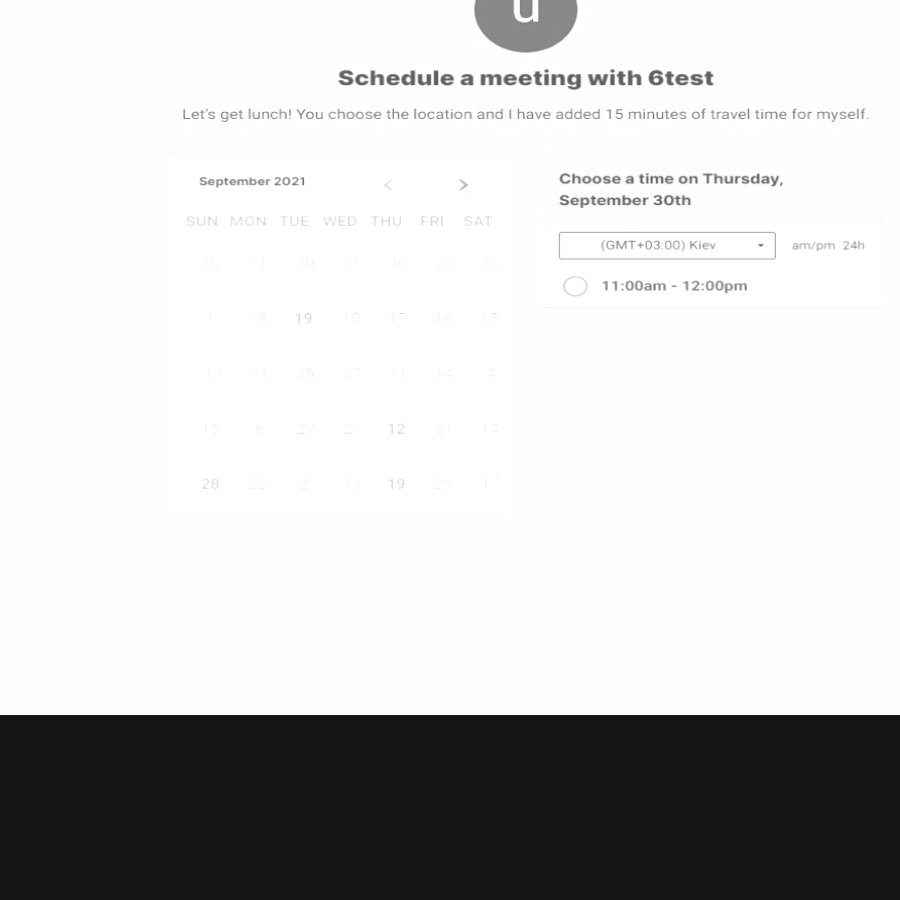 u
Schedule a meeting with 6test
Let's get lunch! You choose the location and I have added 15 minutes of travel time for myself.
September 2021 < >
SUN MON TUE WED THU FRI SAT
16 11 30 11 30 20 30
1 18 19 18 17 16 15
13 31 25 27 11 14 4
15 6 27 27 12 31 14
28 22 2 13 19 29 17
Choose a time on Thursday,
September 30th
(GMT+03:00) Kiev am/pm 24h
11:00am - 12:00pm